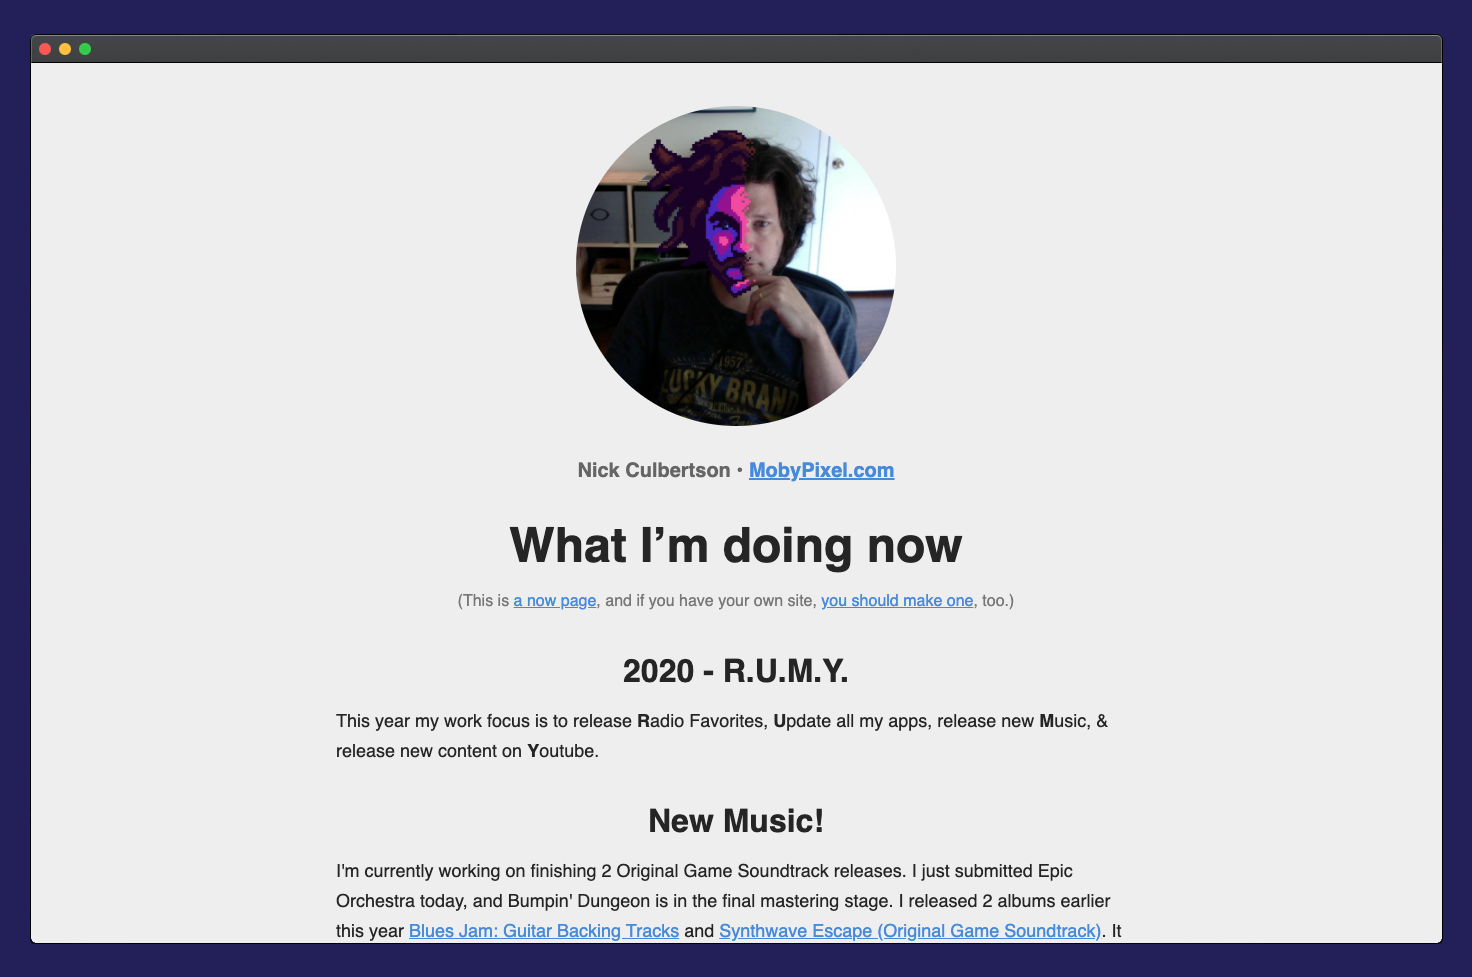 1967
LUCKY BRAND
Nick Culbertson • MobyPixel.com
What I’m doing now
(This is a now page, and if you have your own site, you should make one, too.)
2020 - R.U.M.Y.
This year my work focus is to release Radio Favorites, Update all my apps, release new Music, &
release new content on Youtube.
New Music!
I'm currently working on finishing 2 Original Game Soundtrack releases. I just submitted Epic
Orchestra today, and Bumpin' Dungeon is in the final mastering stage. I released 2 albums earlier
this year Blues Jam: Guitar Backing Tracks and Synthwave Escape (Original Game Soundtrack). It